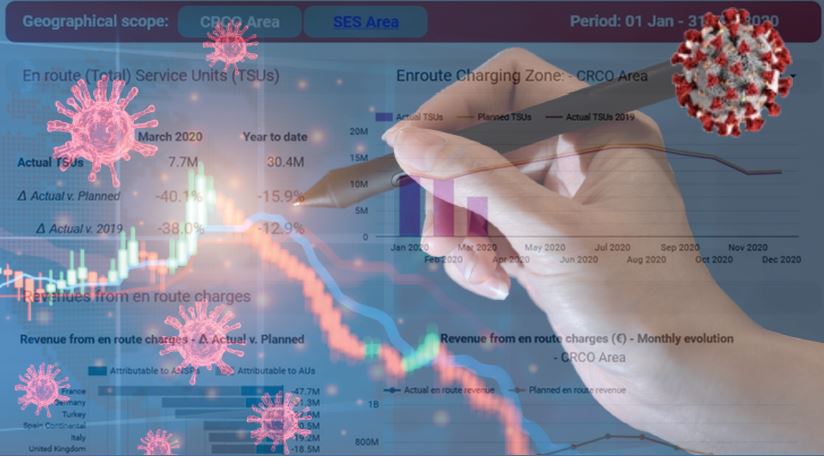 Geographical scope: CRCO Area SES Area Period: 01 Jan - 31 2020
En route (Total) Service Units (TSUs)
Enroute Charging Zone: - CRCO Area
Actual TSUs Planned TSUs Actual TSUs 2019
March 2020 Year to date
Actual TSUs 7.7M 30.4M
Δ Actual v. Planned -40.1% -15.9%
Δ Actual v. 2019 -38.0% -12.9%
20M
15M
10M
5M
0
Jan 2020 Mar 2020 May 2020 Jul 2020 Sep 2020 Nov 2020
Feb 2020 Apr 2020 Jun 2020 Aug 2020 Oct 2020 Dec 2020
Revenues from en route charges
Revenue from en route charges - Δ Actual v. Planned
Attributable to ANSPs Attributable to AUs
France -47.7M
Germany
Turkey
Spain Continental
Italy
United Kingdom -18.5M
Revenue from en route charges (€) - Monthly evolution
- CRCO Area
Actual en route revenue Planned en route revenue
1B
800M